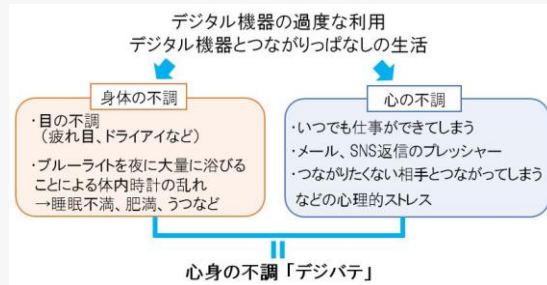 デジタル機器の過度な利用
デジタル機器とつながりっぱなしの生活
身体の不調
・目の不調
（疲れ目、ドライアイなど）
・ブルーライトを夜に大量に浴びる
ことによる体内時計の乱れ
→睡眠不満、肥満、うつなど
心の不調
・いつでも仕事ができてしまう
・メール、SNS返信のプレッシャー
・つながりたくない相手とつながってしまう
などの心理的ストレス
心身の不調「デジバテ」